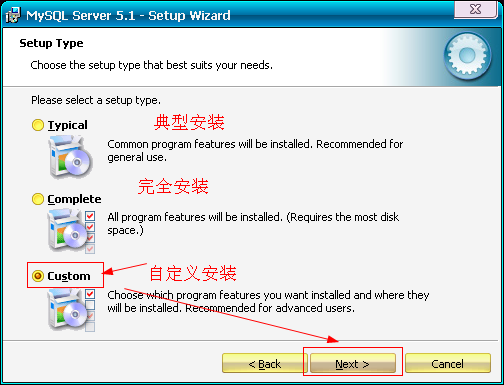 MySQL Server 5.1 - Setup Wizard
Setup Type
Choose the setup type that best suits your needs.
Please select a setup type.
Typical
典型安装
Common program features will be installed. Recommended for
general use.
完全安装
Complete
All program features will be installed. (Requires the most disk
space.)
Custom
自定义安装
Choose which program features you want installed and where they
will be installed. Recommended for advanced users.
< Back
Next >
Cancel